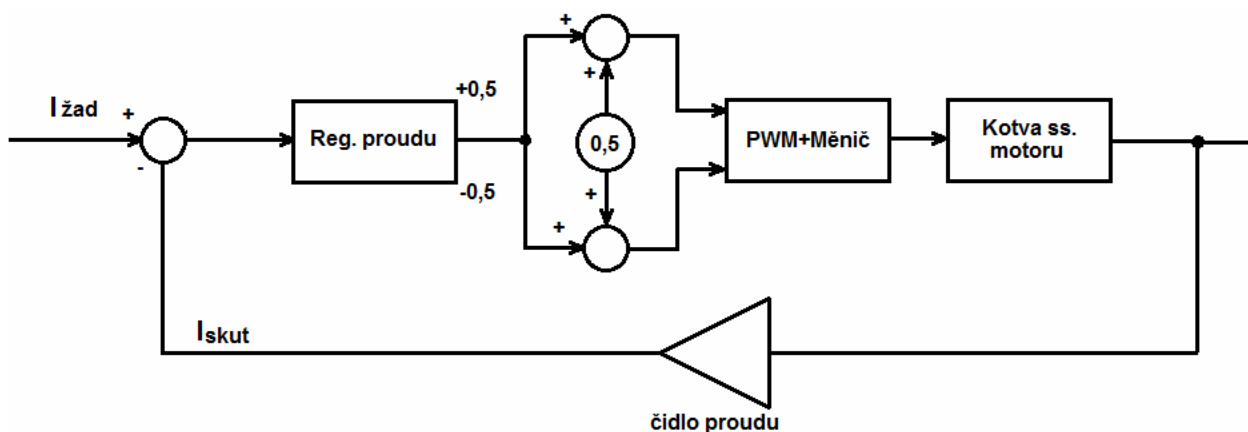 I žad
+
-
Reg. proudu
+0,5
-0,5
+
+
0,5
+
+
PWM+Měnič
Kotva ss.
motoru
Iskut
čidlo proudu